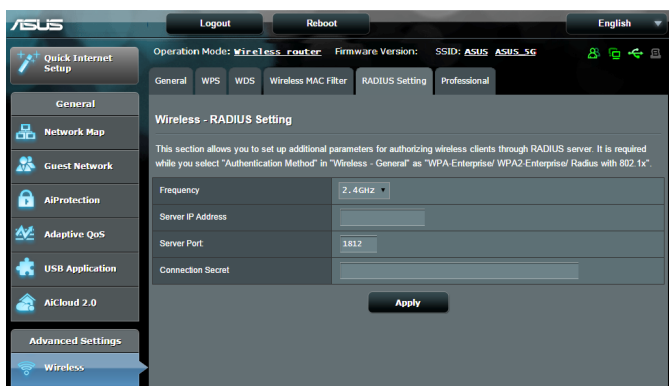 ASUS Logout Reboot English
Quick Internet Setup
Operation Mode: Wireless router Firmware Version: SSID: ASUS ASUS_5G
General WPS WDS Wireless MAC Filter RADIUS Setting Professional
General
Network Map
Guest Network
AiProtection
Adaptive QoS
USB Application
AiCloud 2.0
Advanced Settings
Wireless
Wireless - RADIUS Setting
This section allows you to set up additional parameters for authorizing wireless clients through RADIUS server. It is required
while you select "Authentication Method" in "Wireless - General" as "WPA-Enterprise/ WPA2-Enterprise/ Radius with 802.1x".
Frequency 2.4GHz
Server IP Address
Server Port 1812
Connection Secret
Apply